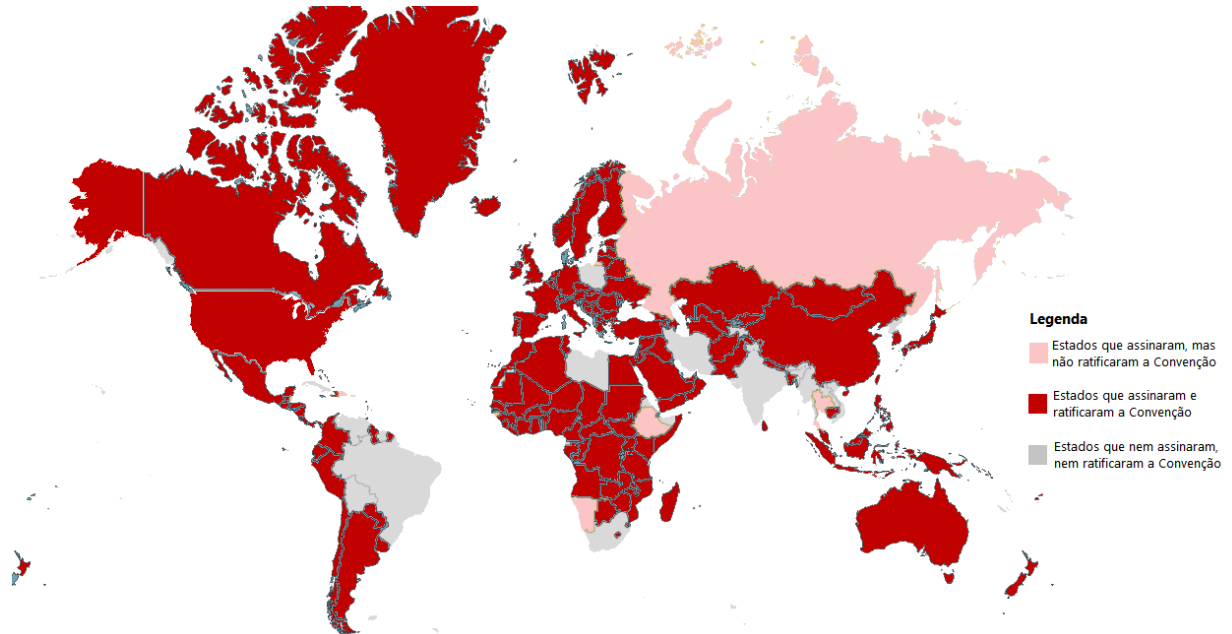 Legenda
Estados que assinaram, mas
não ratificaram a Convenção
Estados que assinaram e
ratificaram a Convenção
Estados que nem assinaram,
nem ratificaram a Convenção